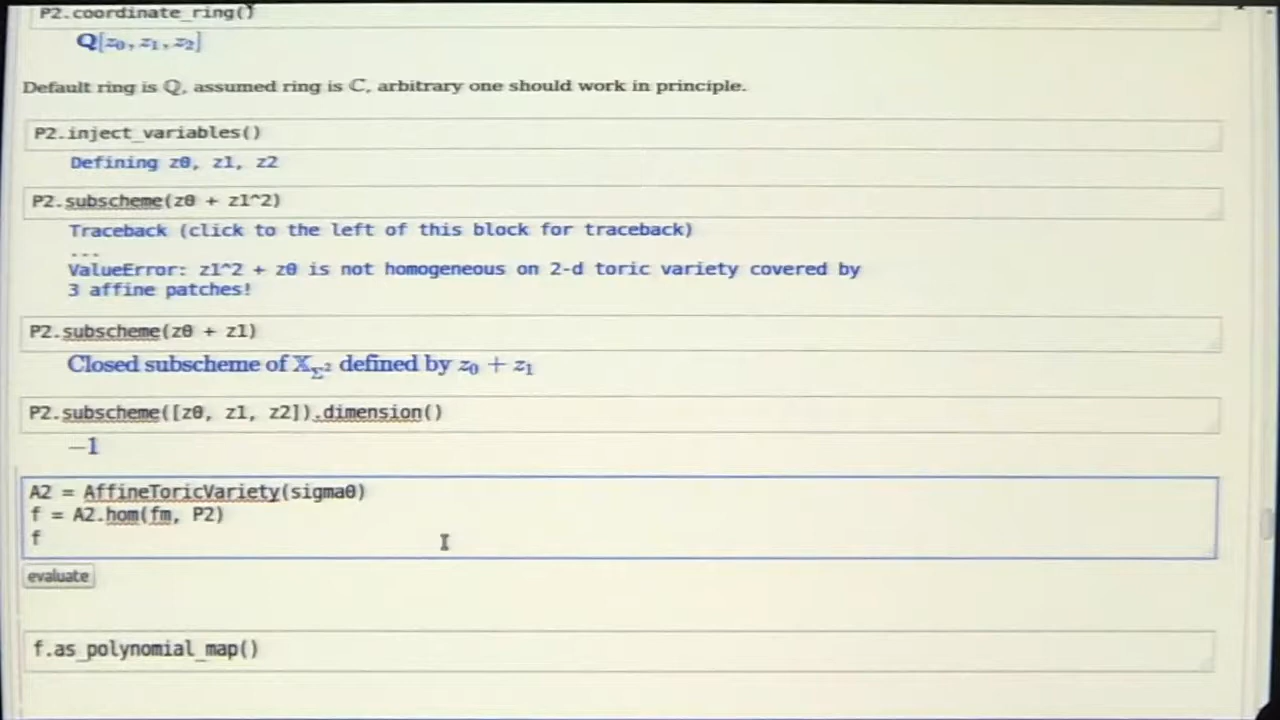 P2.coordinate_ring()
Q[z₀, z₁, z₂]
Default ring is ℚ, assumed ring is ℂ, arbitrary one should work in principle.
P2.inject_variables()
Defining z0, z1, z2
P2.subscheme(z0 + z1^2)
Traceback (click to the left of this block for traceback)
...
ValueError: z1^2 + z0 is not homogeneous on 2-d toric variety covered by
3 affine patches!
P2.subscheme(z0 + z1)
Closed subscheme of 𝕏_Σ² defined by z₀ + z₁
P2.subscheme([z0, z1, z2]).dimension()
−1
A2 = AffineToricVariety(sigma0)
f = A2.hom(fm, P2)
f
evaluate
f.as_polynomial_map()